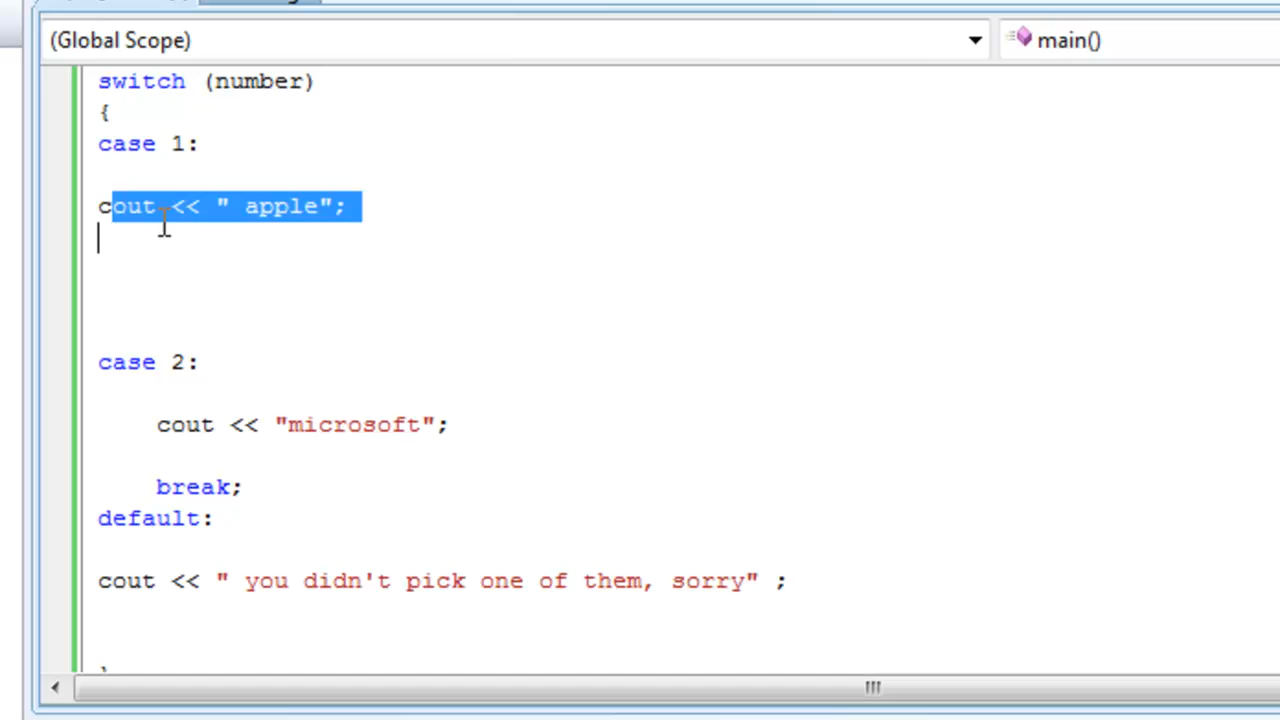 (Global Scope) main()
switch (number)
{
case 1:
cout << " apple";
case 2:
cout << "microsoft";
break;
default:
cout << " you didn't pick one of them, sorry" ;